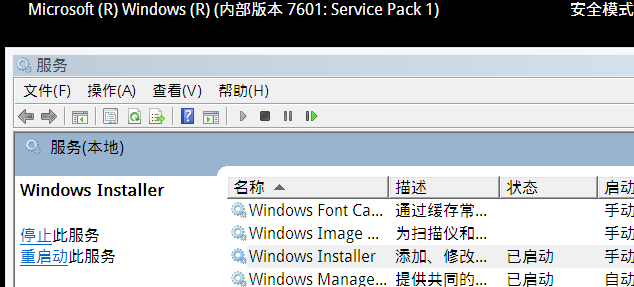 Microsoft (R) Windows (R) (内部版本 7601: Service Pack 1) 安全模式
服务
文件(F) 操作(A) 查看(V) 帮助(H)
服务(本地)
Windows Installer
停止此服务
重启动此服务
名称 描述 状态 启动
Windows Font Ca... 通过缓存常... 手动
Windows Image ... 为扫描仪和... 手动
Windows Installer 添加、修改... 已启动 手动
Windows Manage... 提供共同的... 已启动 自动